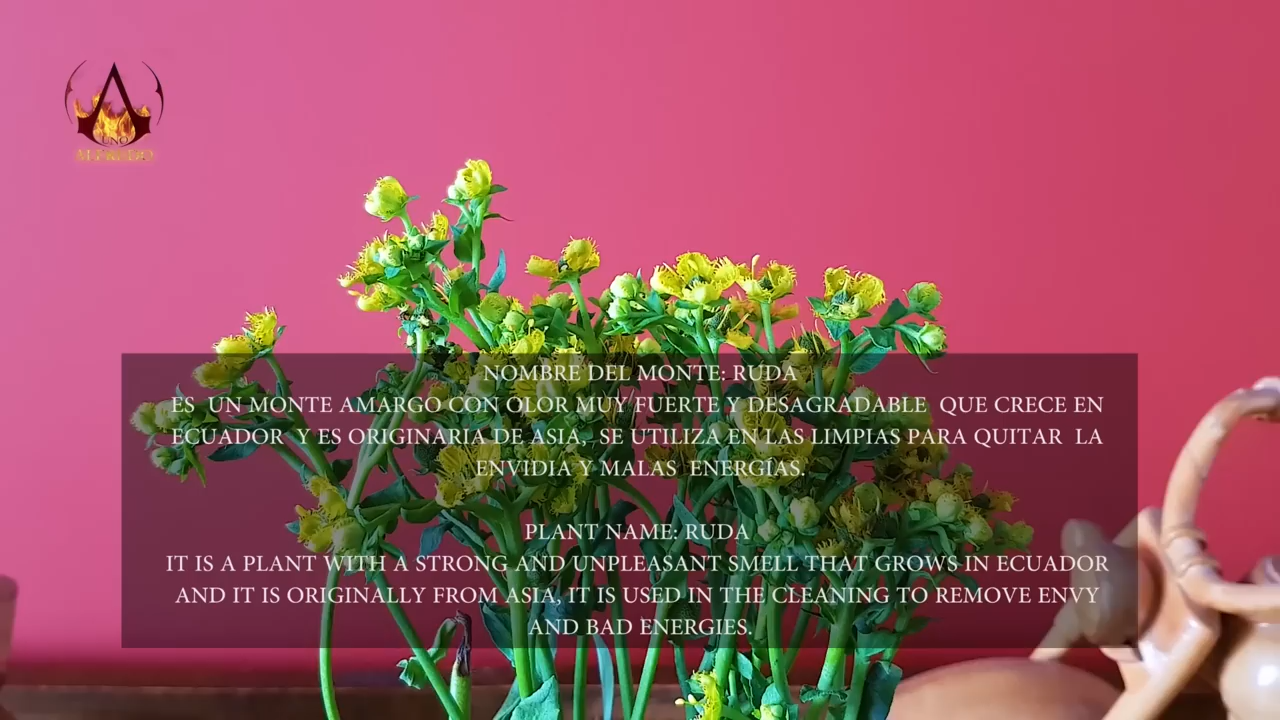 UNO
ALFREDO
NOMBRE DEL MONTE: RUDA
ES UN MONTE AMARGO CON OLOR MUY FUERTE Y DESAGRADABLE QUE CRECE EN
ECUADOR Y ES ORIGINARIA DE ASIA, SE UTILIZA EN LAS LIMPIAS PARA QUITAR LA
ENVIDIA Y MALAS ENERGÍAS.
PLANT NAME: RUDA
IT IS A PLANT WITH A STRONG AND UNPLEASANT SMELL THAT GROWS IN ECUADOR
AND IT IS ORIGINALLY FROM ASIA, IT IS USED IN THE CLEANING TO REMOVE ENVY
AND BAD ENERGIES.